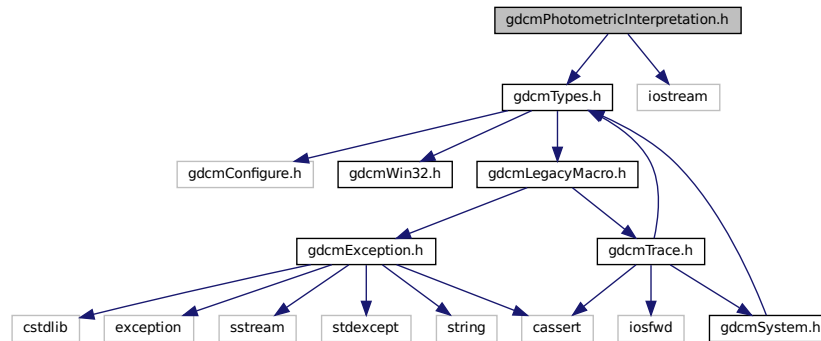 gdcmPhotometricInterpretation.h
gdcmTypes.h
iostream
gdcmConfigure.h
gdcmWin32.h
gdcmLegacyMacro.h
gdcmException.h
gdcmTrace.h
cstdlib
exception
sstream
stdexcept
string
cassert
iosfwd
gdcmSystem.h